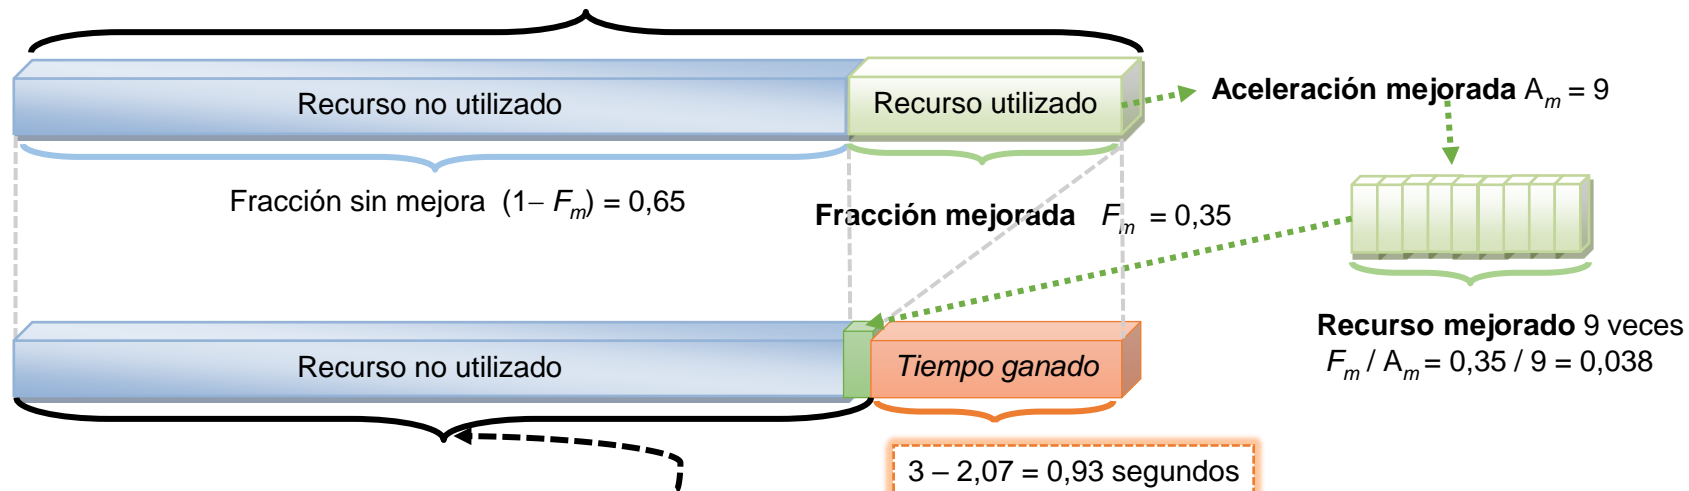 Recurso no utilizado
Recurso utilizado
Aceleración mejorada Aₘ = 9
Fracción sin mejora (1– Fₘ) = 0,65
Fracción mejorada Fₘ = 0,35
Recurso mejorado 9 veces
Fₘ / Aₘ = 0,35 / 9 = 0,038
Recurso no utilizado
Tiempo ganado
3 – 2,07 = 0,93 segundos